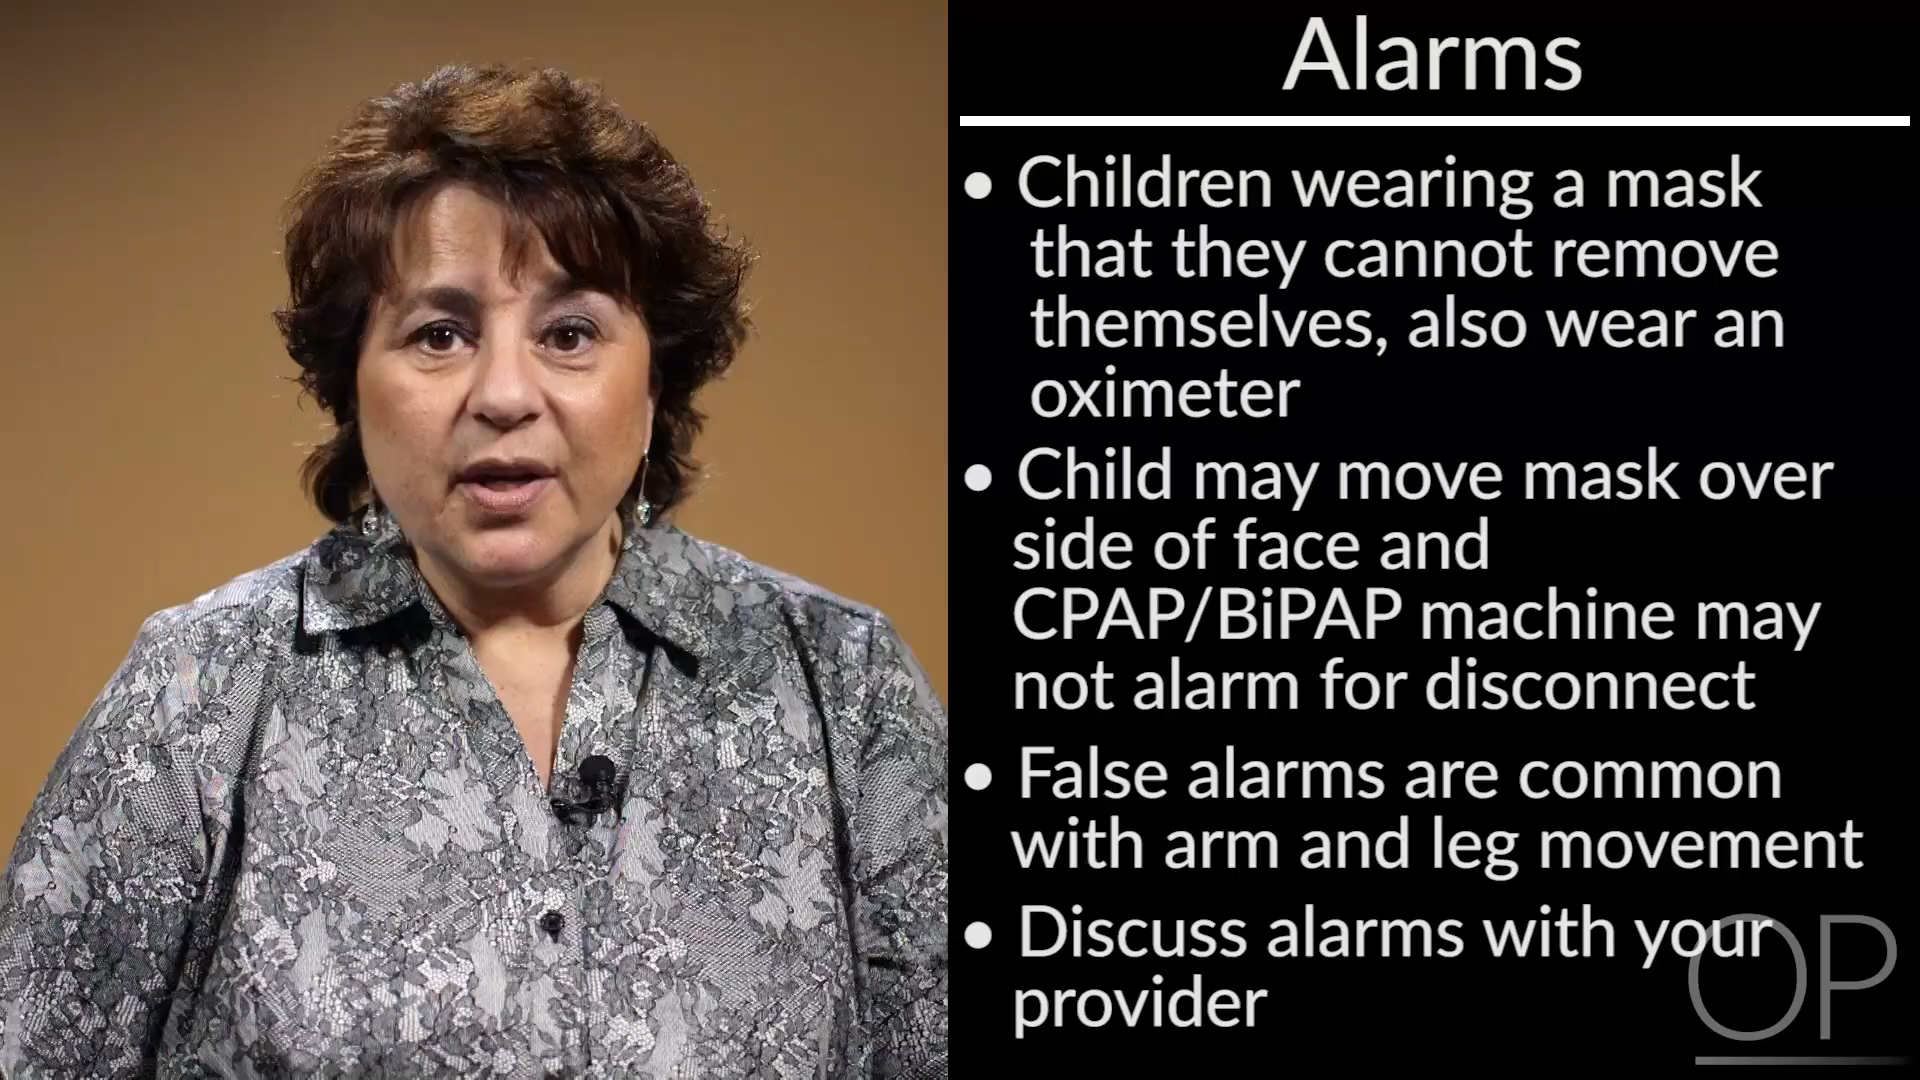 Alarms
• Children wearing a mask
that they cannot remove
themselves, also wear an
oximeter
• Child may move mask over
side of face and
CPAP/BiPAP machine may
not alarm for disconnect
• False alarms are common
with arm and leg movement
• Discuss alarms with your
provider
OP